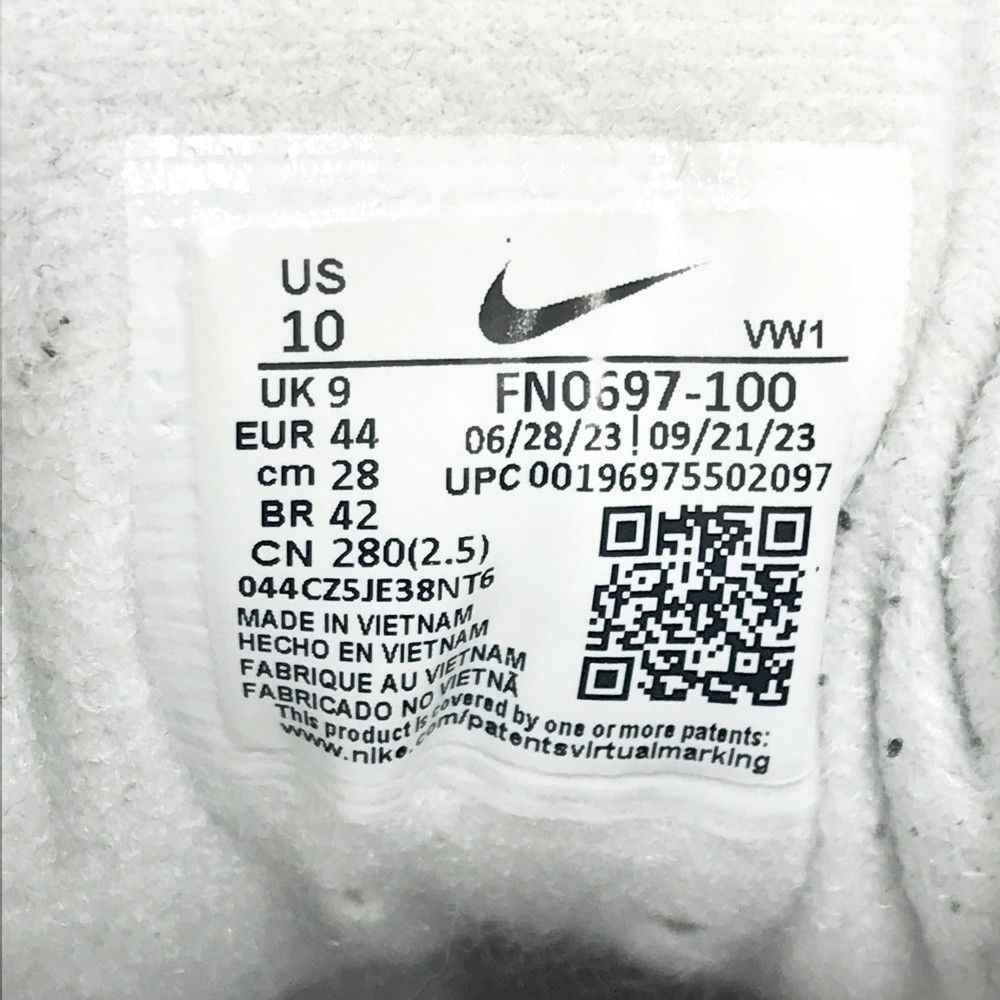 US
10
VW1
UK 9
FN0697-100
EUR 44
06/28/23 | 09/21/23
cm 28
UPC 00196975502097
BR 42
CN 280(2.5)
044CZ5JE38NT6
MADE IN VIETNAM
HECHO EN VIETNAM
FABRIQUE AU VIETNAM
FABRICADO NO VIETNÃ
This product is covered by one or more patents:
www.nike.com/patentsvirtualmarking